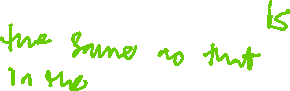 is
the same as that
in the